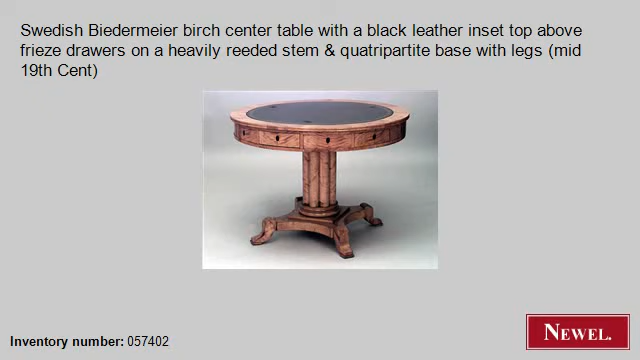 Swedish Biedermeier birch center table with a black leather inset top above
frieze drawers on a heavily reeded stem & quatripartite base with legs (mid
19th Cent)
Inventory number: 057402
NEWEL.